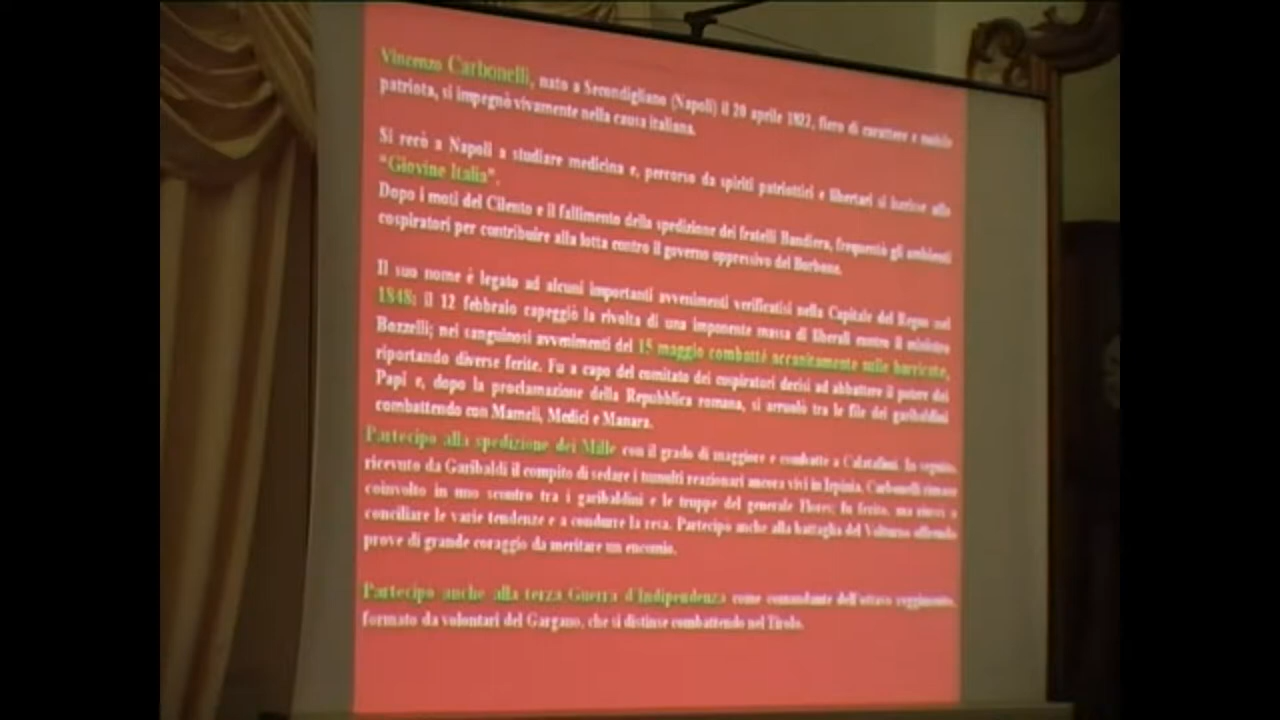 Vincenzo Carbonelli, nato a Secondigliano (Napoli) il 20 aprile 1822, fiero di carattere e nobile
patriota, si impegnò vivamente nella causa italiana.
Si recò a Napoli a studiare medicina e, percorso da spiriti patriottici e libertari si iscrisse alla
"Giovine Italia".
Dopo i moti del Cilento e il fallimento della spedizione dei fratelli Bandiera, frequentò gli ambienti
cospiratori per contribuire alla lotta contro il governo oppressivo del Borbone.
Il suo nome è legato ad alcuni importanti avvenimenti verificatisi nella Capitale del Regno nel
1848: il 12 febbraio capeggiò la rivolta di una imponente massa di liberali contro il ministro
Bozzelli; nei sanguinosi avvenimenti del 15 maggio combatté accanitamente sulle barricate,
riportando diverse ferite. Fu a capo del comitato dei cospiratori decisi ad abbattere il potere dei
Papi e, dopo la proclamazione della Repubblica romana, si arruolò tra le file dei garibaldini
combattendo con Mameli, Medici e Manara.
Partecipò alla spedizione dei Mille con il grado di maggiore e combatte a Calatafimi. In seguito,
ricevuto da Garibaldi il compito di sedare i tumulti reazionari ancora vivi in Irpinia, Carbonelli rimase
coinvolto in uno scontro tra i garibaldini e le truppe del generale Flores; fu ferito, ma riuscì a
conciliare le varie tendenze e a condurre la resa. Partecipò anche alla battaglia del Volturno offrendo
prove di grande coraggio da meritare un encomio.
Partecipò anche alla terza Guerra d'Indipendenza come comandante dell'ottavo reggimento,
formato da volontari del Gargano, che si distinse combattendo nel Tirolo.